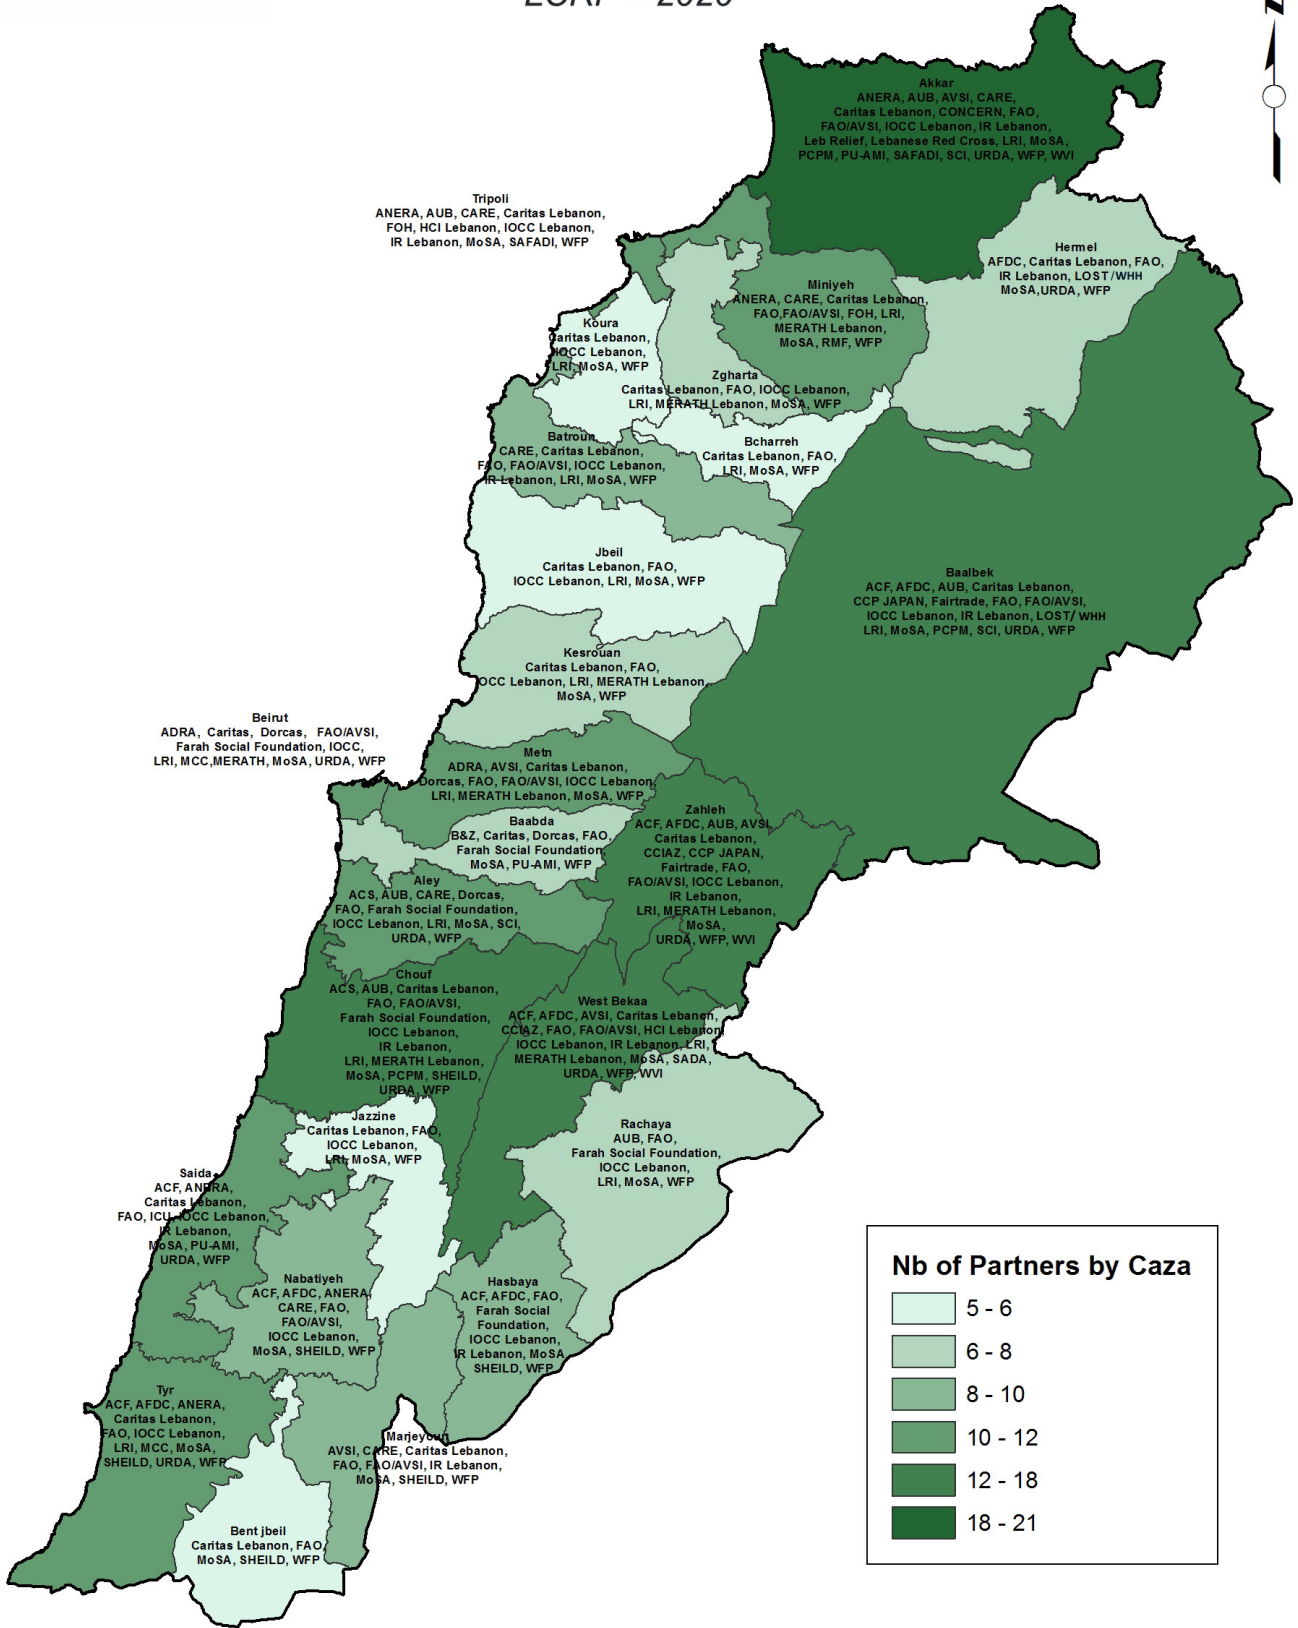 Akkar
ANERA, AUB, AVSI, CARE,
Caritas Lebanon, CONCERN, FAO,
FAO/AVSI, IOCC Lebanon, IR Lebanon,
Leb Relief, Lebanese Red Cross, LRI, MoSA,
PCPM, PU-AMI, SAFADI, SCI, URDA, WFP, WVI
Tripoli
ANERA, AUB, CARE, Caritas Lebanon,
FOH, HCI Lebanon, IOCC Lebanon,
IR Lebanon, MoSA, SAFADI, WFP
Hermel
AFDC, Caritas Lebanon, FAO,
IR Lebanon, LOST/WHH
MoSA,URDA, WFP
Miniyeh
ANERA, CARE, Caritas Lebanon,
FAO,FAO/AVSI, FOH, LRI,
MERATH Lebanon,
MoSA, RMF, WFP
Koura
Caritas Lebanon,
IOCC Lebanon,
LRI, MoSA, WFP
Zgharta
Caritas Lebanon, FAO, IOCC Lebanon,
LRI, MERATH Lebanon, MoSA, WFP
Batroun
CARE, Caritas Lebanon,
FAO, FAO/AVSI, IOCC Lebanon,
IR Lebanon, LRI, MoSA, WFP
Bcharreh
Caritas Lebanon, FAO,
LRI, MoSA, WFP
Jbeil
Caritas Lebanon, FAO,
IOCC Lebanon, LRI, MoSA, WFP
Baalbek
ACF, AFDC, AUB, Caritas Lebanon,
CCP JAPAN, Fairtrade, FAO, FAO/AVSI,
IOCC Lebanon, IR Lebanon, LOST/ WHH
LRI, MoSA, PCPM, SCI, URDA, WFP
Kesrouan
Caritas Lebanon, FAO,
IOCC Lebanon, LRI, MERATH Lebanon,
MoSA, WFP
Beirut
ADRA, Caritas, Dorcas, FAO/AVSI,
Farah Social Foundation, IOCC,
LRI, MCC,MERATH, MoSA, URDA, WFP
Metn
ADRA, AVSI, Caritas Lebanon,
Dorcas, FAO, FAO/AVSI, IOCC Lebanon,
LRI, MERATH Lebanon, MoSA, WFP
Baabda
B&Z, Caritas, Dorcas, FAO,
Farah Social Foundation,
MoSA, PU-AMI, WFP
Zahleh
ACF, AFDC, AUB, AVSI,
Caritas Lebanon,
CCIAZ, CCP JAPAN,
Fairtrade, FAO,
FAO/AVSI, IOCC Lebanon,
IR Lebanon,
LRI, MERATH Lebanon,
MoSA,
URDA, WFP, WVI
Aley
ACS, AUB, CARE, Dorcas,
FAO, Farah Social Foundation,
IOCC Lebanon, LRI, MoSA, SCI,
URDA, WFP
Chouf
ACS, AUB, Caritas Lebanon,
FAO, FAO/AVSI,
Farah Social Foundation,
IOCC Lebanon,
IR Lebanon,
LRI, MERATH Lebanon,
MoSA, PCPM, SHEILD,
URDA, WFP
West Bekaa
ACF, AFDC, AVSI, Caritas Lebanon,
CCIAZ, FAO, FAO/AVSI, HCI Lebanon,
IOCC Lebanon, IR Lebanon, LRI,
MERATH Lebanon, MoSA, SADA,
URDA, WFP, WVI
Jazzine
Caritas Lebanon, FAO,
IOCC Lebanon,
LRI, MoSA, WFP
Rachaya
AUB, FAO,
Farah Social Foundation,
IOCC Lebanon,
LRI, MoSA, WFP
Saida
ACF, ANERA,
Caritas Lebanon,
FAO, ICU, IOCC Lebanon,
IR Lebanon,
MoSA, PU-AMI,
URDA, WFP
Nabatiyeh
ACF, AFDC, ANERA,
CARE, FAO,
FAO/AVSI,
IOCC Lebanon,
MoSA, SHEILD, WFP
Hasbaya
ACF, AFDC, FAO,
Farah Social
Foundation,
IOCC Lebanon,
IR Lebanon, MoSA
SHEILD, WFP
Tyr
ACF, AFDC, ANERA,
Caritas Lebanon,
FAO, IOCC Lebanon,
LRI, MCC, MoSA,
SHEILD, URDA, WFP
Marjeyoun
AVSI, CARE, Caritas Lebanon,
FAO, FAO/AVSI, IR Lebanon,
MoSA, SHEILD, WFP
Bent jbeil
Caritas Lebanon, FAO,
MoSA, SHEILD, WFP
Nb of Partners by Caza
5 - 6
6 - 8
8 - 10
10 - 12
12 - 18
18 - 21